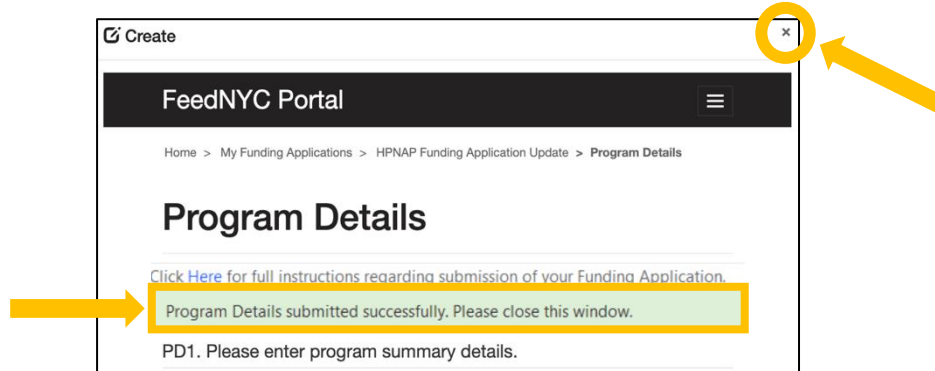 Create
×
FeedNYC Portal
Home > My Funding Applications > HPNAP Funding Application Update > Program Details
Program Details
Click Here for full instructions regarding submission of your Funding Application.
Program Details submitted successfully. Please close this window.
PD1. Please enter program summary details.